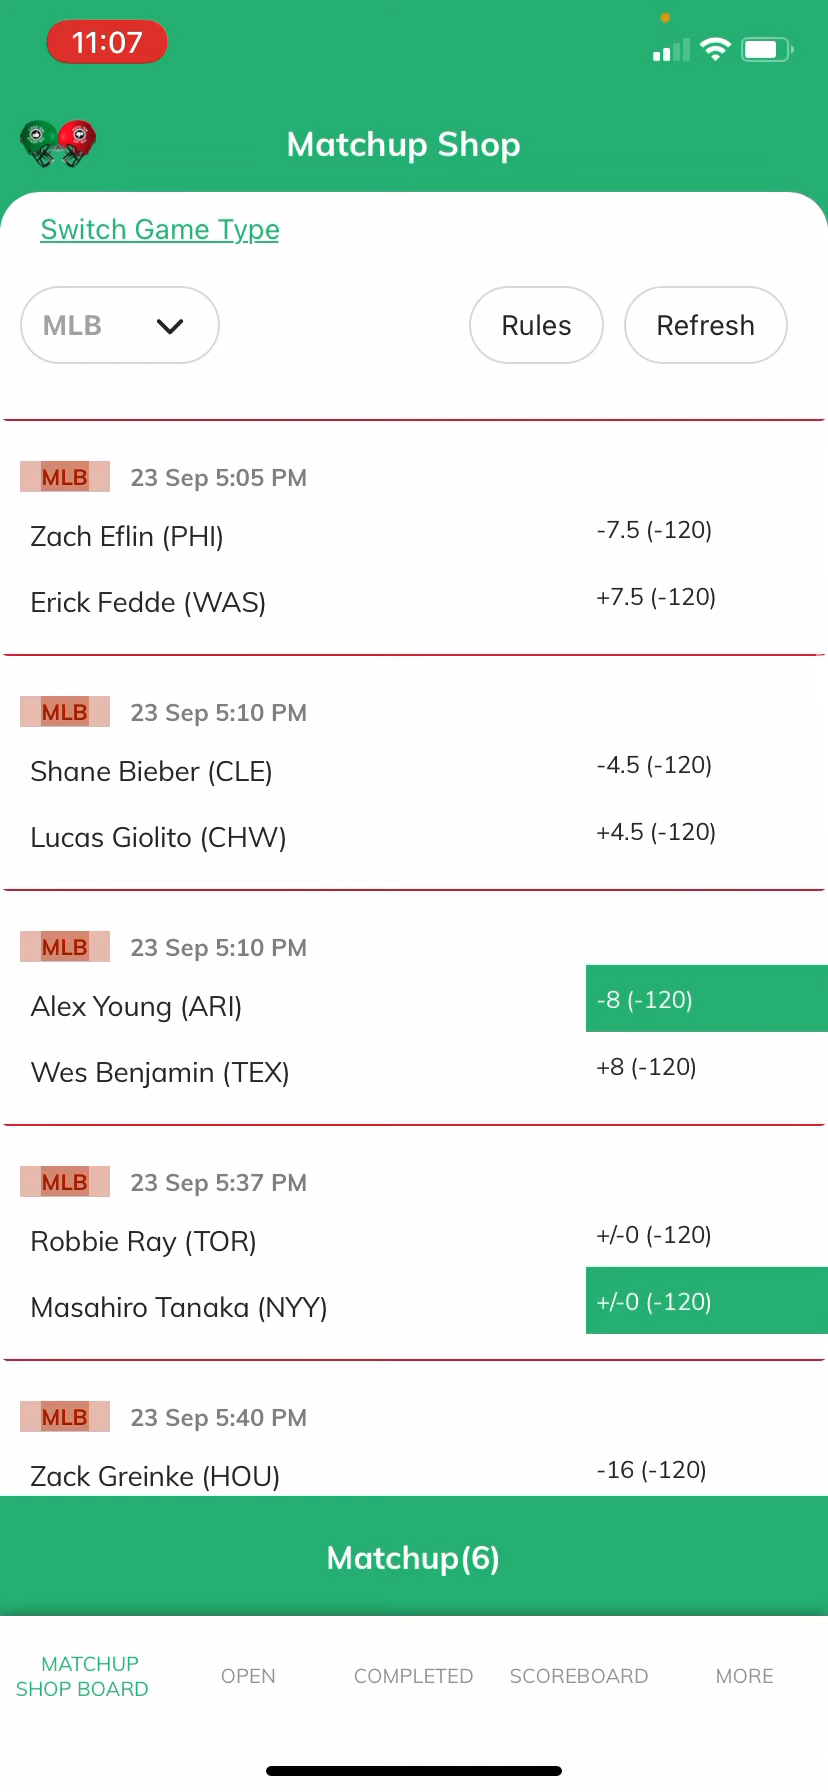 11:07
Matchup Shop
Switch Game Type
MLB
Rules
Refresh
MLB 23 Sep 5:05 PM
Zach Eflin (PHI) -7.5 (-120)
Erick Fedde (WAS) +7.5 (-120)
MLB 23 Sep 5:10 PM
Shane Bieber (CLE) -4.5 (-120)
Lucas Giolito (CHW) +4.5 (-120)
MLB 23 Sep 5:10 PM
Alex Young (ARI) -8 (-120)
Wes Benjamin (TEX) +8 (-120)
MLB 23 Sep 5:37 PM
Robbie Ray (TOR) +/-0 (-120)
Masahiro Tanaka (NYY) +/-0 (-120)
MLB 23 Sep 5:40 PM
Zack Greinke (HOU) -16 (-120)
Matchup(6)
MATCHUP
SHOP BOARD
OPEN
COMPLETED
SCOREBOARD
MORE